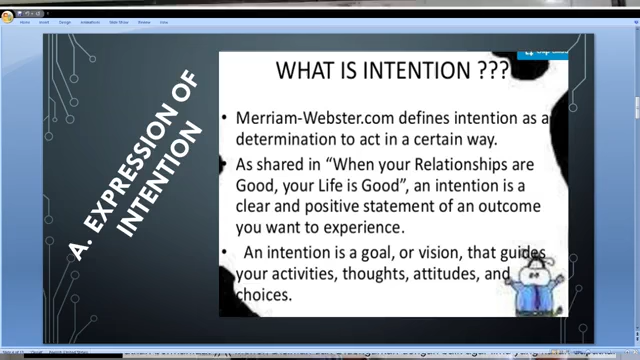 A. EXPRESSION OF
INTENTION
WHAT IS INTENTION ???
• Merriam-Webster.com defines intention as a
determination to act in a certain way.
• As shared in “When your Relationships are
Good, your Life is Good”, an intention is a
clear and positive statement of an outcome
you want to experience.
• An intention is a goal, or vision, that guides
your activities, thoughts, attitudes, and
choices.